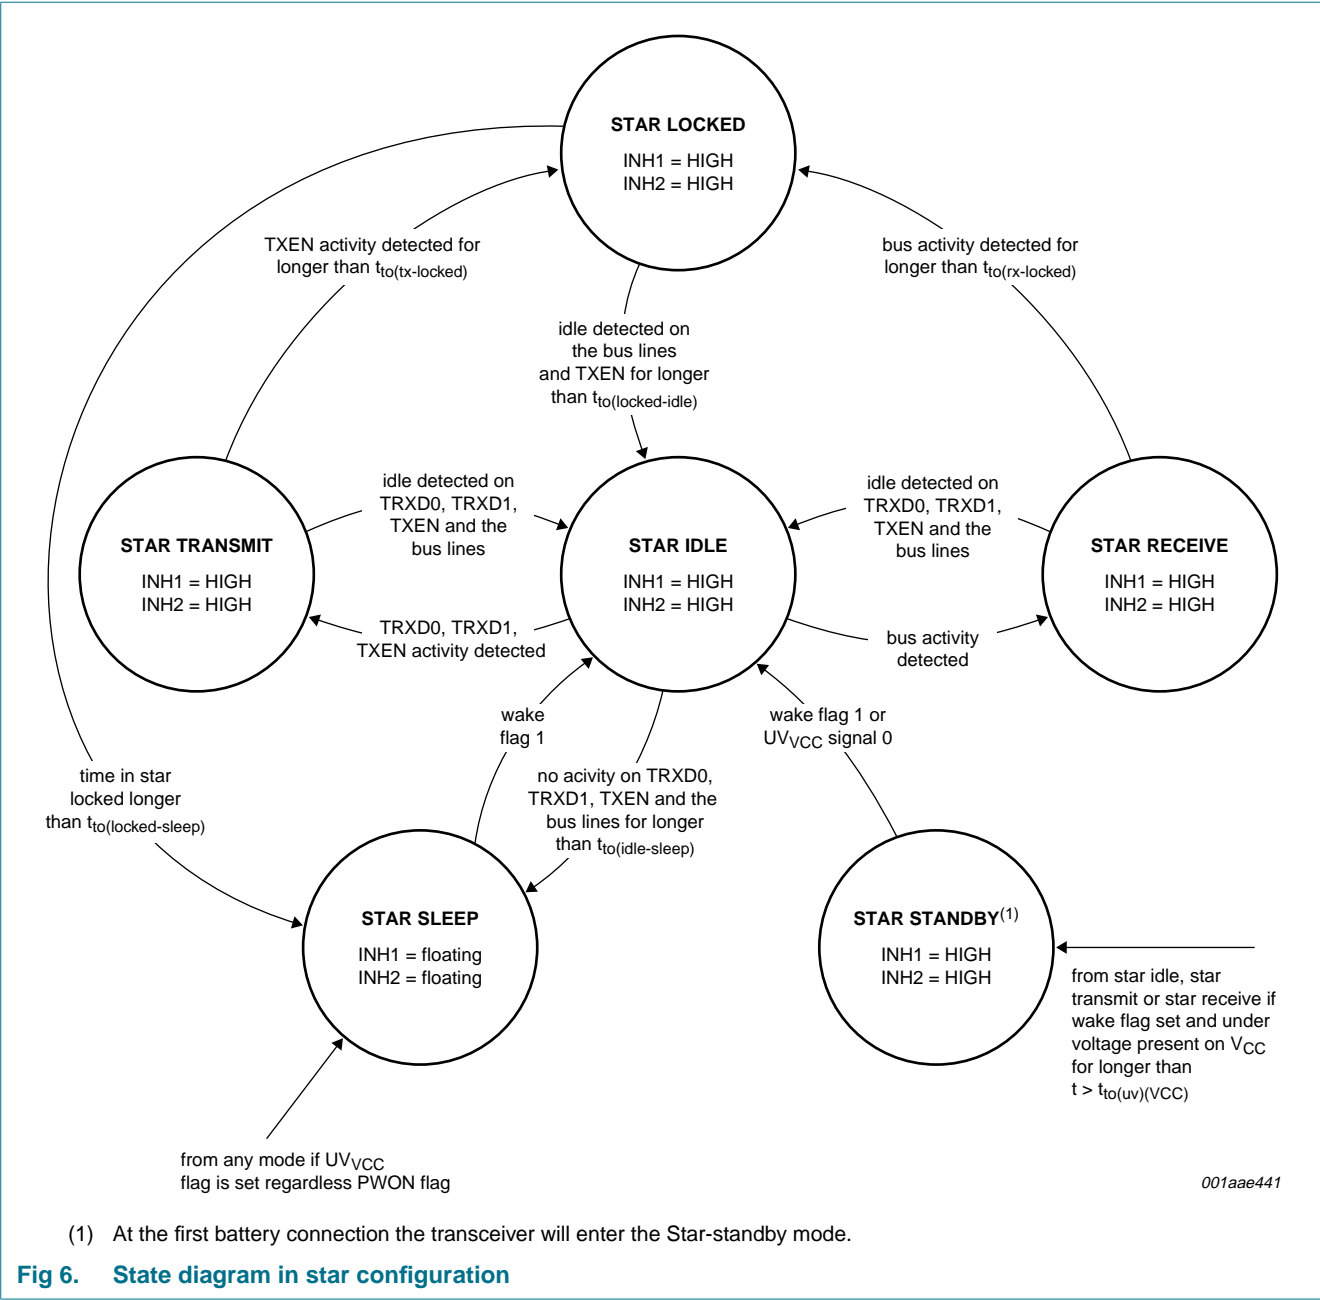 STAR LOCKED
INH1 = HIGH
INH2 = HIGH
TXEN activity detected for
longer than tto(tx-locked)
bus activity detected for
longer than tto(rx-locked)
idle detected on
the bus lines
and TXEN for longer
than tto(locked-idle)
idle detected on
TRXD0, TRXD1,
TXEN and the
bus lines
idle detected on
TRXD0, TRXD1,
TXEN and the
bus lines
STAR TRANSMIT
INH1 = HIGH
INH2 = HIGH
STAR IDLE
INH1 = HIGH
INH2 = HIGH
STAR RECEIVE
INH1 = HIGH
INH2 = HIGH
TRXD0, TRXD1,
TXEN activity detected
bus activity
detected
wake
flag 1
wake flag 1 or
UVVCC signal 0
time in star
locked longer
than tto(locked-sleep)
no acivity on TRXD0,
TRXD1, TXEN and the
bus lines for longer
than tto(idle-sleep)
STAR SLEEP
INH1 = floating
INH2 = floating
STAR STANDBY(1)
INH1 = HIGH
INH2 = HIGH
from star idle, star
transmit or star receive if
wake flag set and under
voltage present on VCC
for longer than
t > tto(uv)(VCC)
from any mode if UVVCC
flag is set regardless PWON flag
001aae441
(1) At the first battery connection the transceiver will enter the Star-standby mode.
Fig 6. State diagram in star configuration